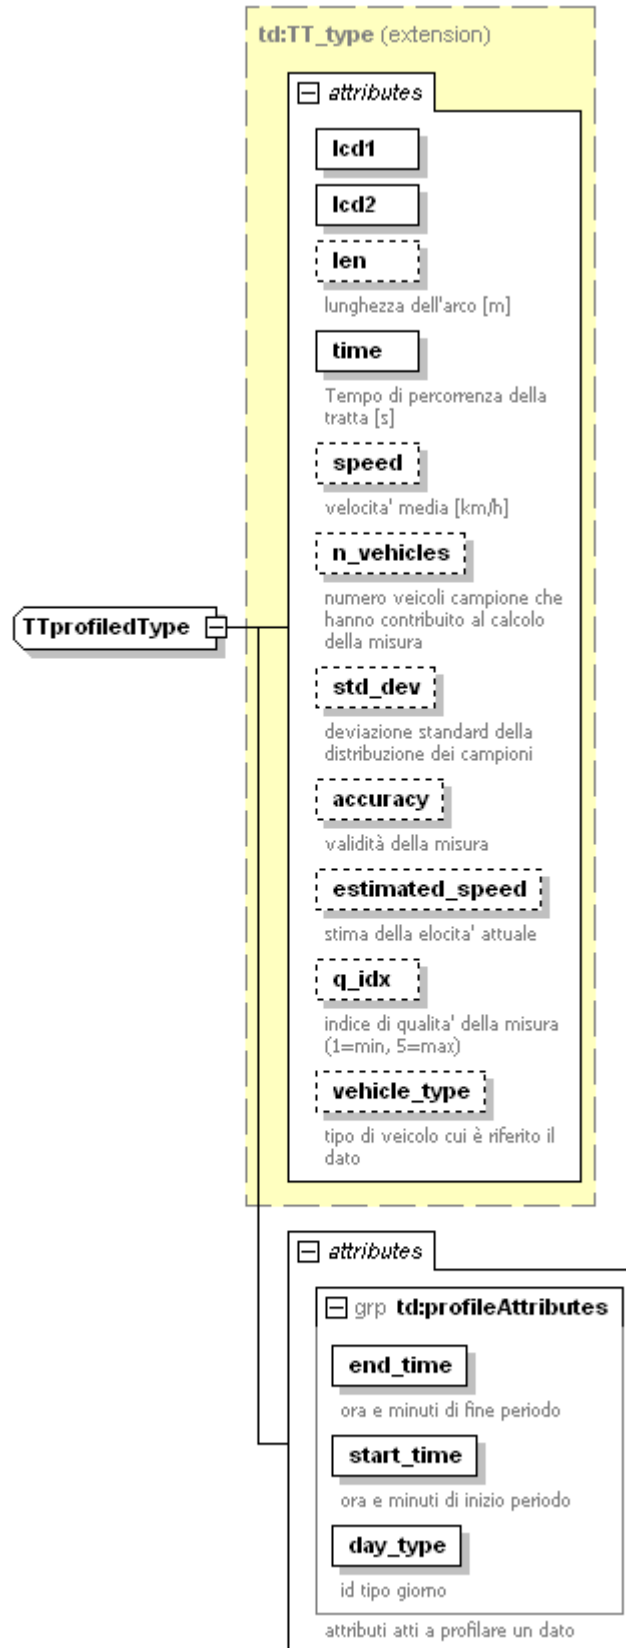 td:TT_type (extension)
attributes
lcd1
lcd2
len
lunghezza dell'arco [m]
time
Tempo di percorrenza della
tratta [s]
speed
velocita' media [km/h]
n_vehicles
numero veicoli campione che
hanno contribuito al calcolo
della misura
TTprofiledType
std_dev
deviazione standard della
distribuzione dei campioni
accuracy
validità della misura
estimated_speed
stima della elocita' attuale
q_idx
indice di qualita' della misura
(1=min, 5=max)
vehicle_type
tipo di veicolo cui è riferito il
dato
attributes
grp td:profileAttributes
end_time
ora e minuti di fine periodo
start_time
ora e minuti di inizio periodo
day_type
id tipo giorno
attributi atti a profilare un dato